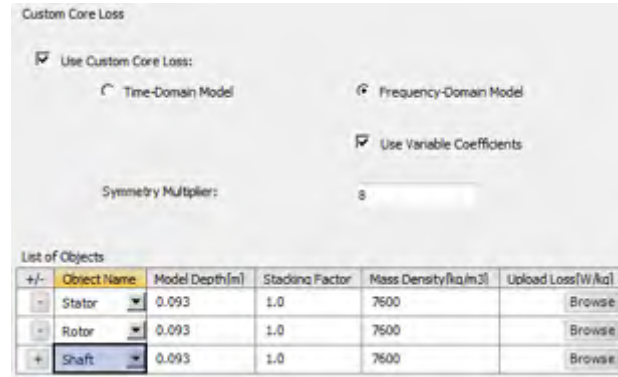 Custom Core Loss
Use Custom Core Loss:
Time-Domain Model Frequency-Domain Model
Use Variable Coefficients
Symmetry Multiplier: 8
List of Objects
+/- Object Name Model Depth[m] Stacking Factor Mass Density[kg/m3] Upload Loss[W/kg]
- Stator 0.093 1.0 7600 Browse
- Rotor 0.093 1.0 7600 Browse
+ Shaft 0.093 1.0 7600 Browse